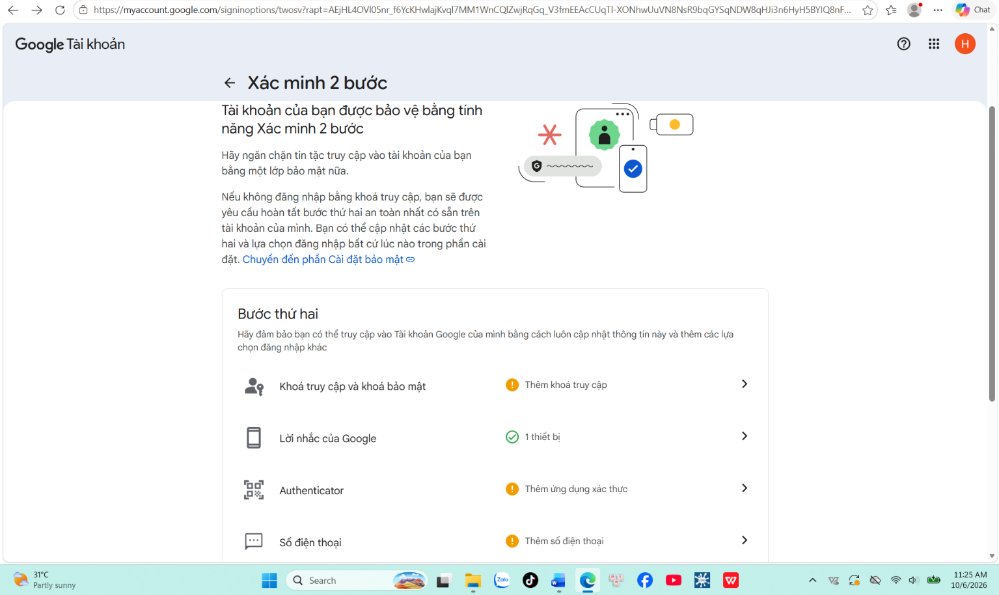 https://myaccount.google.com/signinoptions/twosv?rapt=AEjHL4OVl05nr_f6YcKHwlajKvql7MM1WnCQlZwjRqGq_V3fmEEAcCUqTl-XONhwUuVN8NsR9bqGYSqNDW8qHJi3n6HyH5BYIQ8nF...
Chat
Google Tài khoản
H
Xác minh 2 bước
Tài khoản của bạn được bảo vệ bằng tính
năng Xác minh 2 bước
Hãy ngăn chặn tin tặc truy cập vào tài khoản của bạn
bằng một lớp bảo mật nữa.
G
Nếu không đăng nhập bằng khoá truy cập, bạn sẽ được
yêu cầu hoàn tất bước thứ hai an toàn nhất có sẵn trên
tài khoản của mình. Bạn có thể cập nhật các bước thứ
hai và lựa chọn đăng nhập bất cứ lúc nào trong phần cài
đặt. Chuyển đến phần Cài đặt bảo mật
Bước thứ hai
Hãy đảm bảo bạn có thể truy cập vào Tài khoản Google của mình bằng cách luôn cập nhật thông tin này và thêm các lựa
chọn đăng nhập khác
Khoá truy cập và khoá bảo mật
Thêm khoá truy cập
Lời nhắc của Google
1 thiết bị
Authenticator
Thêm ứng dụng xác thực
Số điện thoại
Thêm số điện thoại
31°C
Partly sunny
Search
Zalo
11:25 AM
10/6/2026